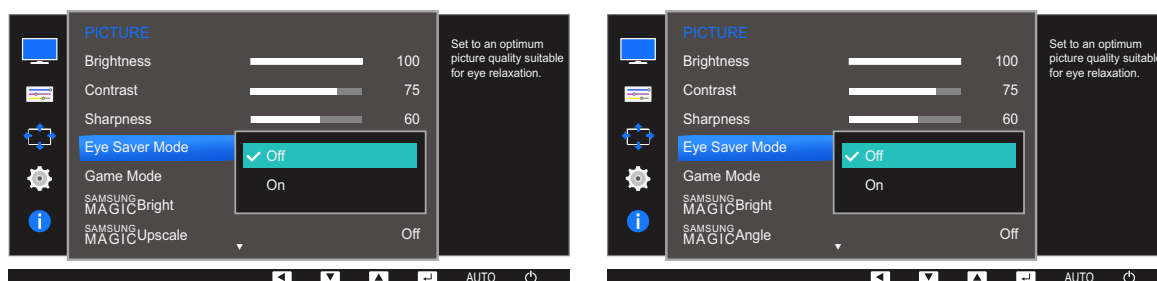 PICTURE
Brightness 100
Contrast 75
Sharpness 60
Eye Saver Mode
Off
On
Game Mode
SAMSUNG
MAGICBright
SAMSUNG
MAGICUpscale Off
Set to an optimum
picture quality suitable
for eye relaxation.
AUTO
PICTURE
Brightness 100
Contrast 75
Sharpness 60
Eye Saver Mode
Off
On
Game Mode
SAMSUNG
MAGICBright
SAMSUNG
MAGICAngle Off
Set to an optimum
picture quality suitable
for eye relaxation.
AUTO